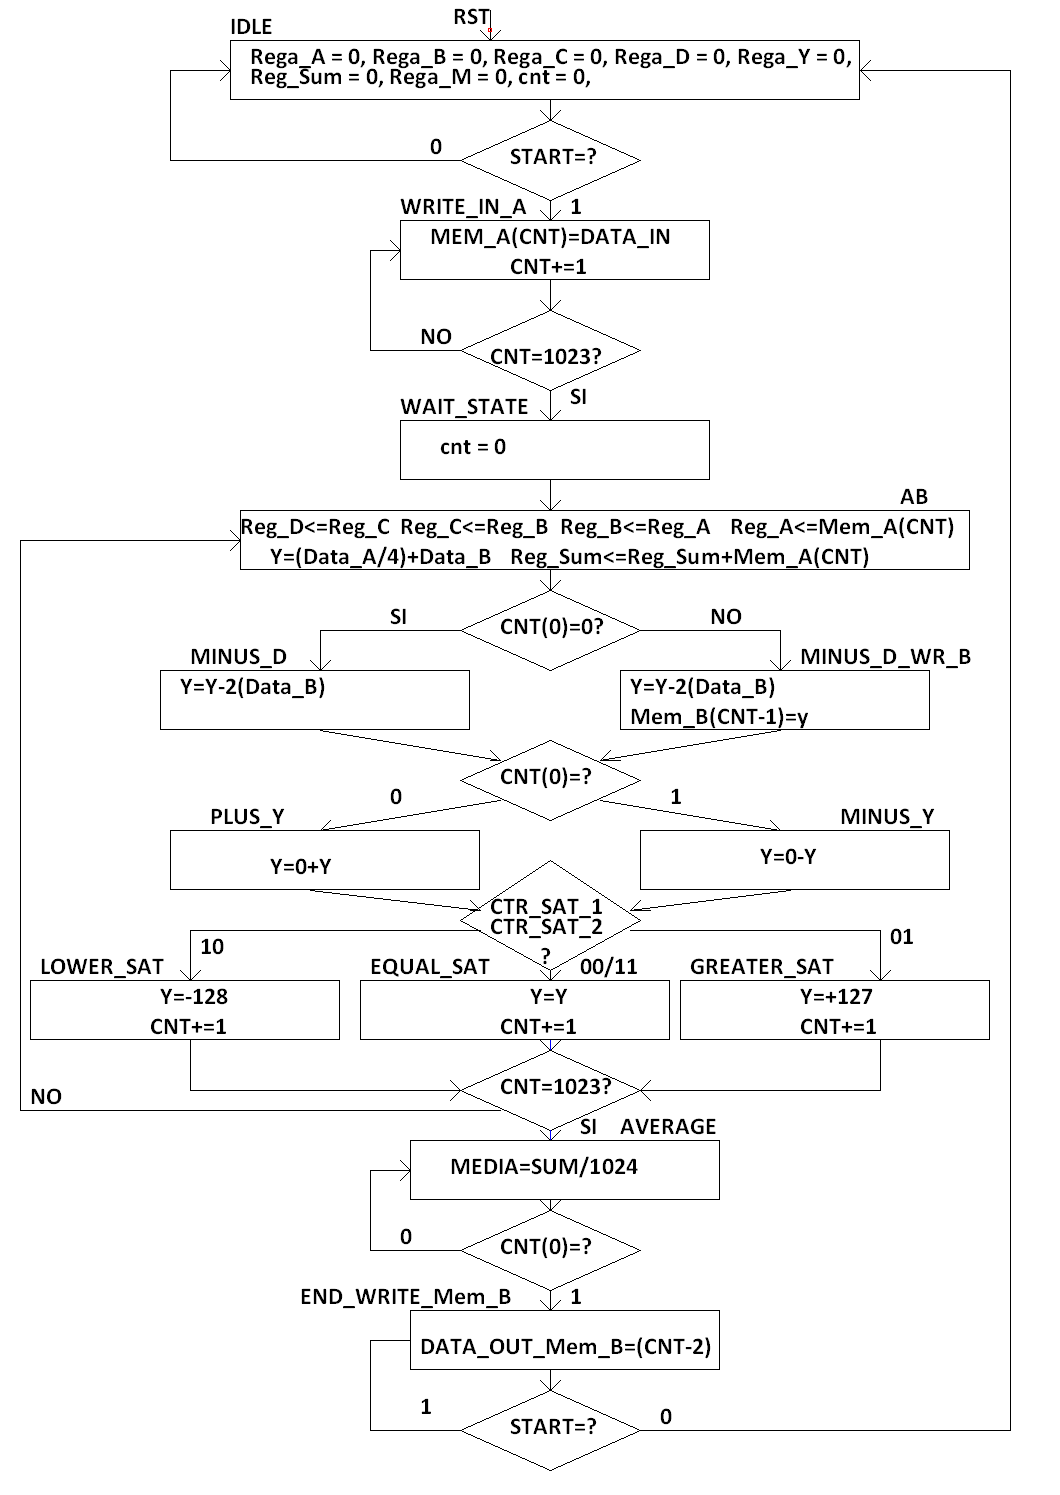 RST
IDLE
Rega_A = 0, Rega_B = 0, Rega_C = 0, Rega_D = 0, Rega_Y = 0,
Reg_Sum = 0, Rega_M = 0, cnt = 0,
0
START=?
WRITE_IN_A
1
MEM_A(CNT)=DATA_IN
CNT+=1
NO
CNT=1023?
SI
WAIT_STATE
cnt = 0
AB
Reg_D<=Reg_C Reg_C<=Reg_B Reg_B<=Reg_A Reg_A<=Mem_A(CNT)
Y=(Data_A/4)+Data_B Reg_Sum<=Reg_Sum+Mem_A(CNT)
SI
CNT(0)=0?
NO
MINUS_D
MINUS_D_WR_B
Y=Y-2(Data_B)
Y=Y-2(Data_B)
Mem_B(CNT-1)=y
CNT(0)=?
0
1
PLUS_Y
MINUS_Y
Y=0+Y
Y=0-Y
CTR_SAT_1
CTR_SAT_2
?
10
01
LOWER_SAT
EQUAL_SAT
00/11
GREATER_SAT
Y=-128
CNT+=1
Y=Y
CNT+=1
Y=+127
CNT+=1
NO
CNT=1023?
SI
AVERAGE
MEDIA=SUM/1024
0
CNT(0)=?
END_WRITE_Mem_B
1
DATA_OUT_Mem_B=(CNT-2)
1
START=?
0